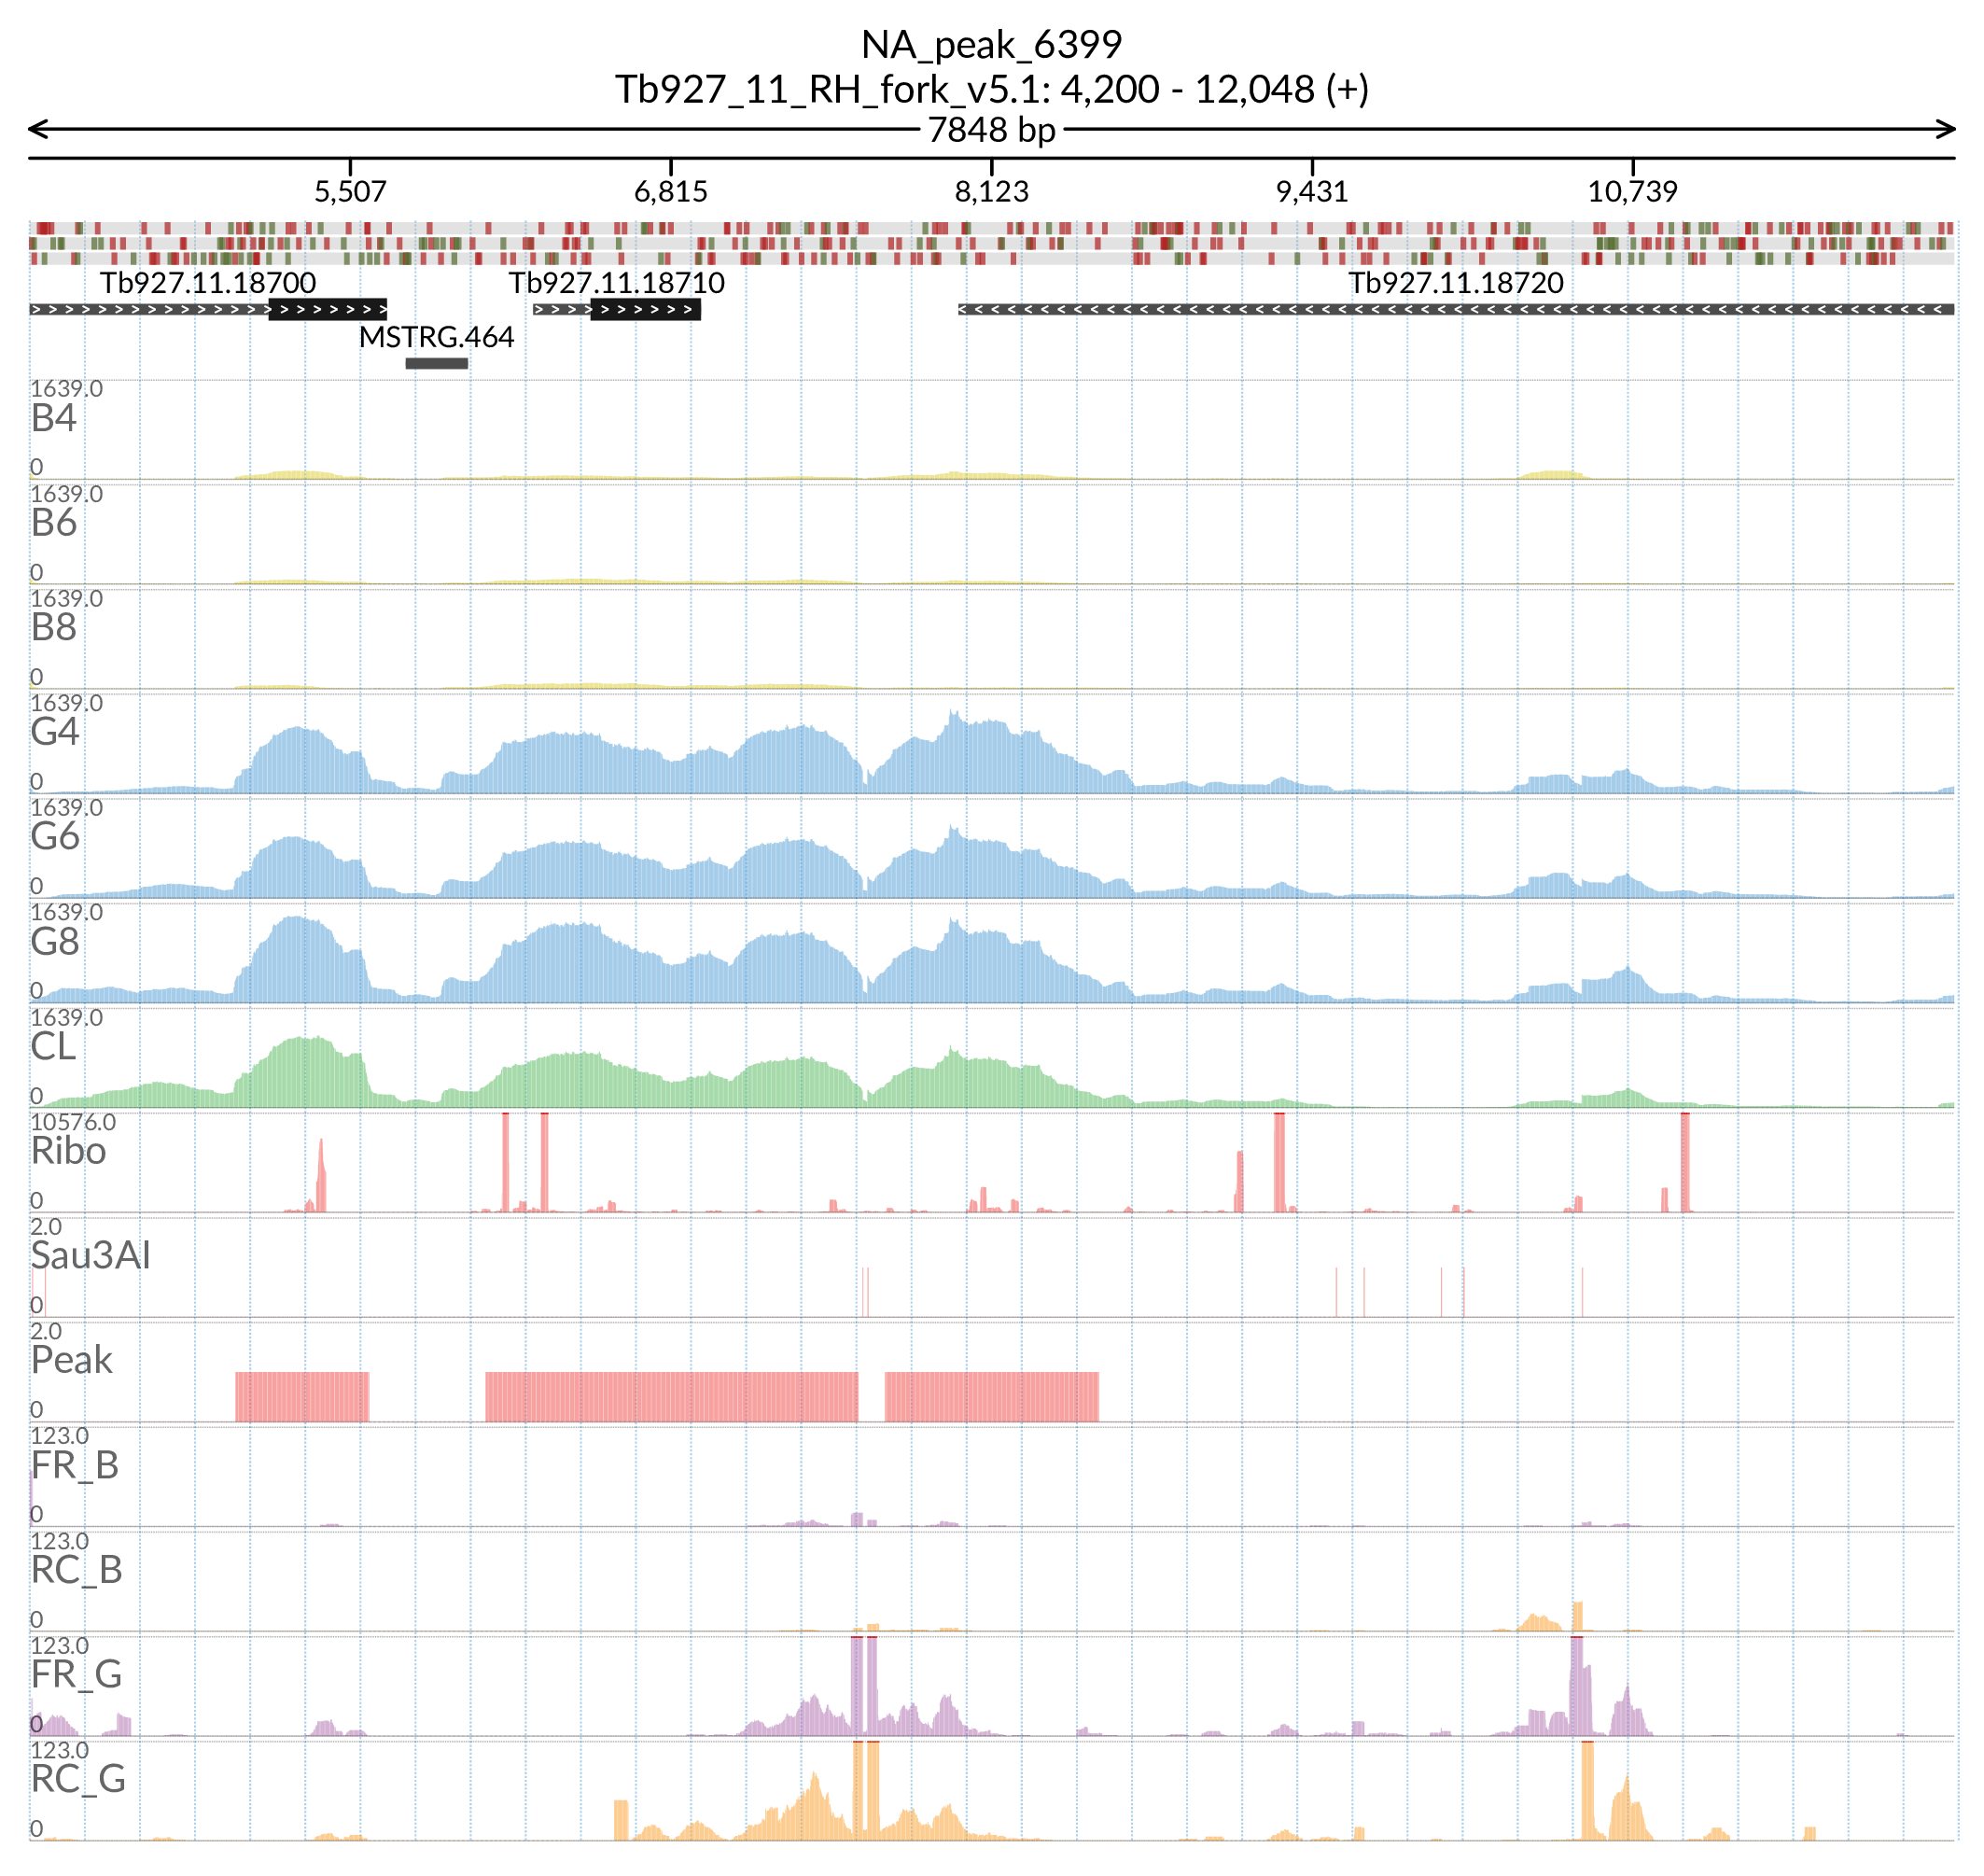 NA_peak_6399
Tb927_11_RH_fork_v5.1: 4,200 - 12,048 (+)
7848 bp
5,507 6,815 8,123 9,431 10,739
Tb927.11.18700 Tb927.11.18710 Tb927.11.18720
MSTRG.464
1639.0
B4
0
1639.0
B6
0
1639.0
B8
0
1639.0
G4
0
1639.0
G6
0
1639.0
G8
0
1639.0
CL
0
10576.0
Ribo
0
2.0
Sau3AI
0
2.0
Peak
0
123.0
FR_B
0
123.0
RC_B
0
123.0
FR_G
0
123.0
RC_G
0